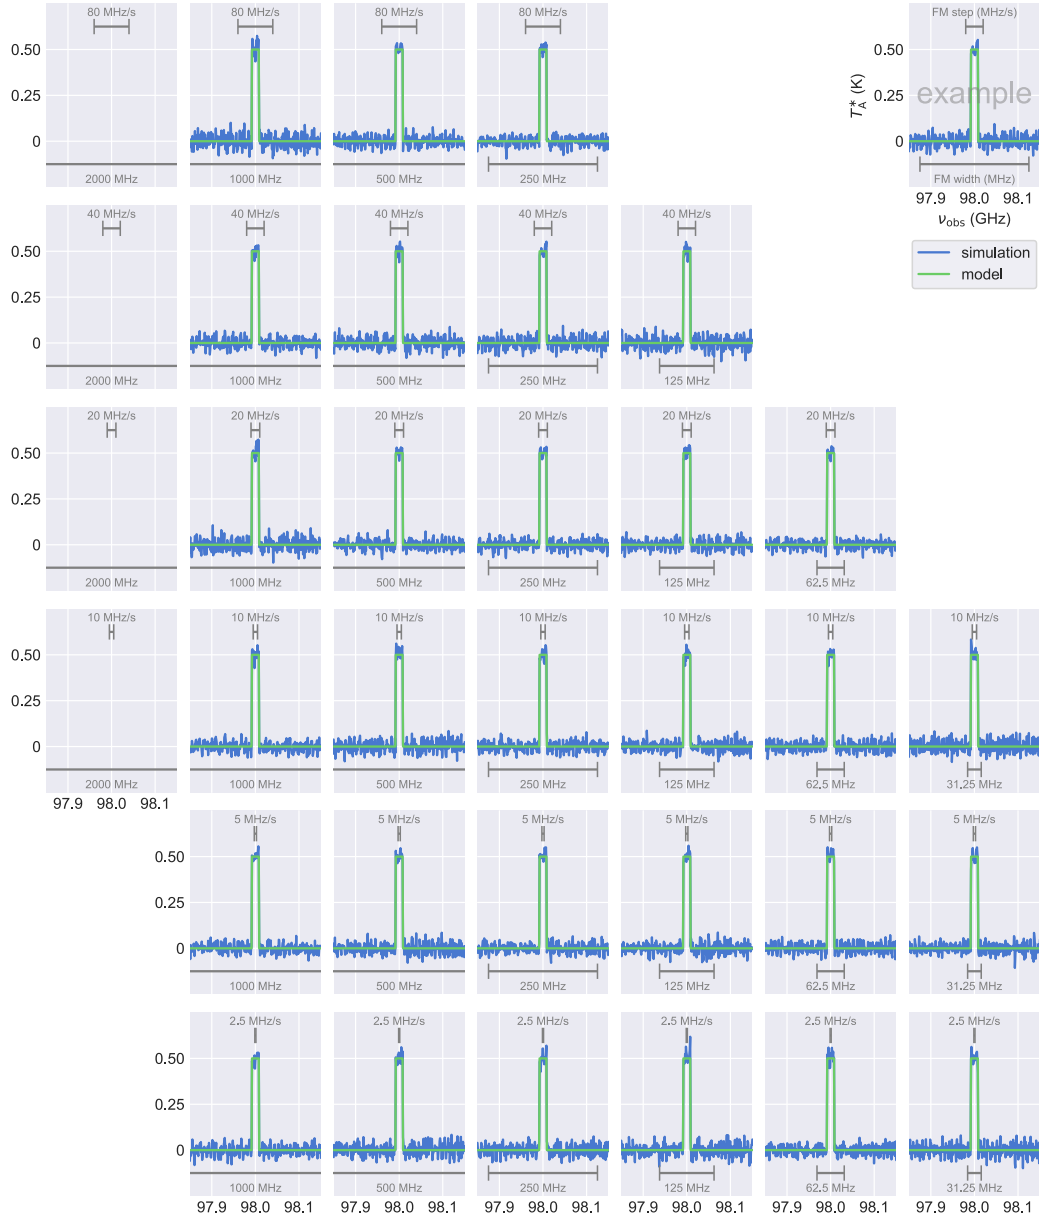 80 MHz/s 80 MHz/s 80 MHz/s 80 MHz/s FM step (MHz/s)
0.50 0.50
0.25 T*A (K) 0.25 example
0 0
2000 MHz 1000 MHz 500 MHz 250 MHz FM width (MHz)
97.9 98.0 98.1
νobs (GHz)
simulation
model
40 MHz/s 40 MHz/s 40 MHz/s 40 MHz/s 40 MHz/s
0.50
0.25
0
2000 MHz 1000 MHz 500 MHz 250 MHz 125 MHz
20 MHz/s 20 MHz/s 20 MHz/s 20 MHz/s 20 MHz/s 20 MHz/s
0.50
0.25
0
2000 MHz 1000 MHz 500 MHz 250 MHz 125 MHz 62.5 MHz
10 MHz/s 10 MHz/s 10 MHz/s 10 MHz/s 10 MHz/s 10 MHz/s 10 MHz/s
0.50
0.25
0
2000 MHz 1000 MHz 500 MHz 250 MHz 125 MHz 62.5 MHz 31.25 MHz
97.9 98.0 98.1
5 MHz/s 5 MHz/s 5 MHz/s 5 MHz/s 5 MHz/s 5 MHz/s
0.50
0.25
0
1000 MHz 500 MHz 250 MHz 125 MHz 62.5 MHz 31.25 MHz
2.5 MHz/s 2.5 MHz/s 2.5 MHz/s 2.5 MHz/s 2.5 MHz/s 2.5 MHz/s
0.50
0.25
0
1000 MHz 500 MHz 250 MHz 125 MHz 62.5 MHz 31.25 MHz
97.9 98.0 98.1 97.9 98.0 98.1 97.9 98.0 98.1 97.9 98.0 98.1 97.9 98.0 98.1 97.9 98.0 98.1